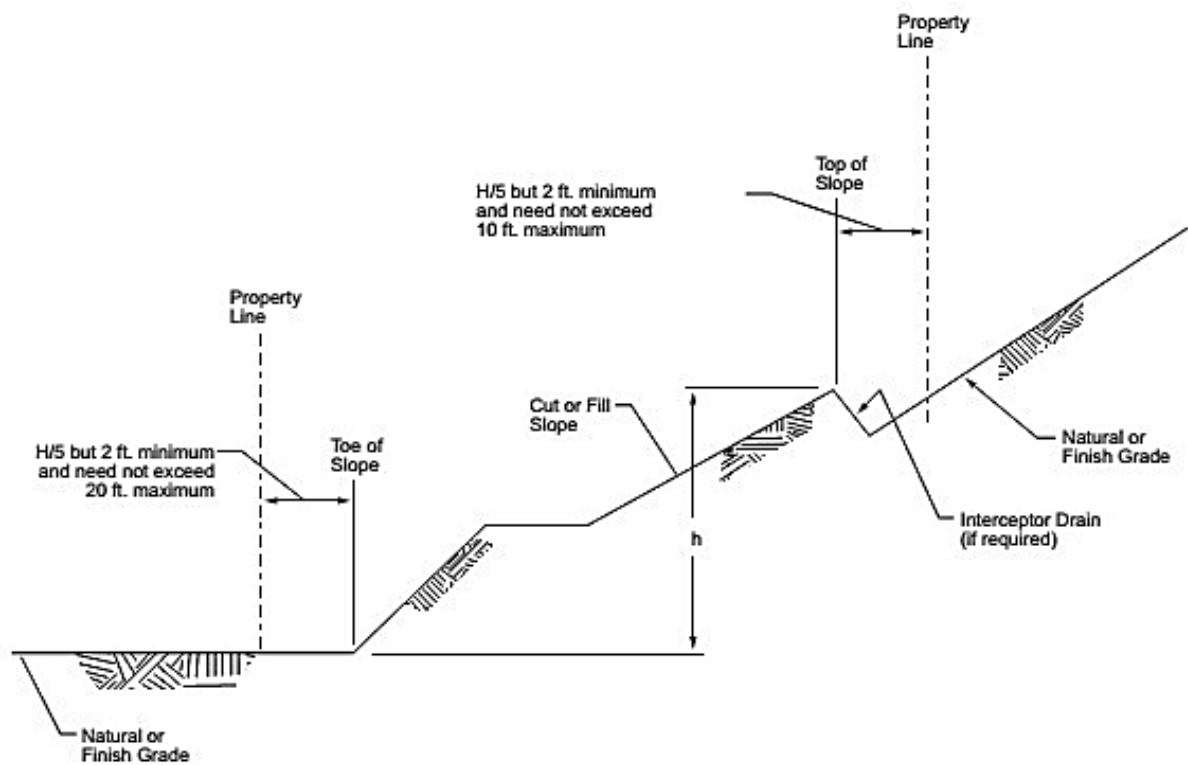 Property
Line
Top of
Slope
H/5 but 2 ft. minimum
and need not exceed
10 ft. maximum
Property
Line
Cut or Fill
Slope
Toe of
Slope
H/5 but 2 ft. minimum
and need not exceed
20 ft. maximum
Natural or
Finish Grade
Interceptor Drain
(if required)
h
Natural or
Finish Grade